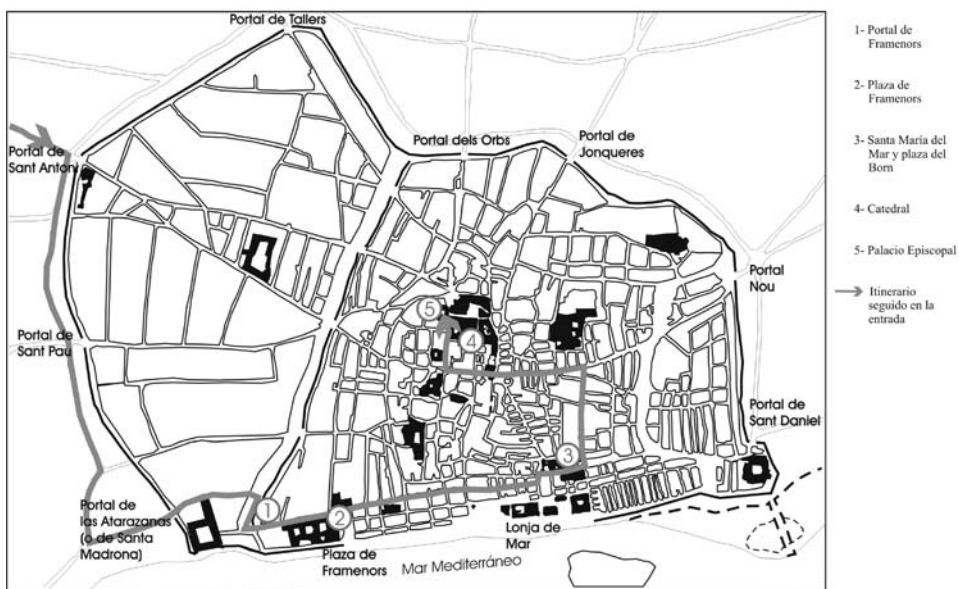 Portal de Tallers
Portal dels Orbs
Portal de
Jonqueres
Portal de
Sant Antoni
Portal
Nou
Portal de
Sant Pau
Portal de
Sant Daniel
Portal de
las Atarazanas
(o de Santa
Madrona)
Plaza de
Framenors
Lonja de
Mar
Mar Mediterráneo
5
4
3
1
2
1- Portal de
Framenors
2- Plaza de
Framenors
3- Santa María del
Mar y plaza del
Born
4- Catedral
5- Palacio Episcopal
Itinerario
seguido en la
entrada